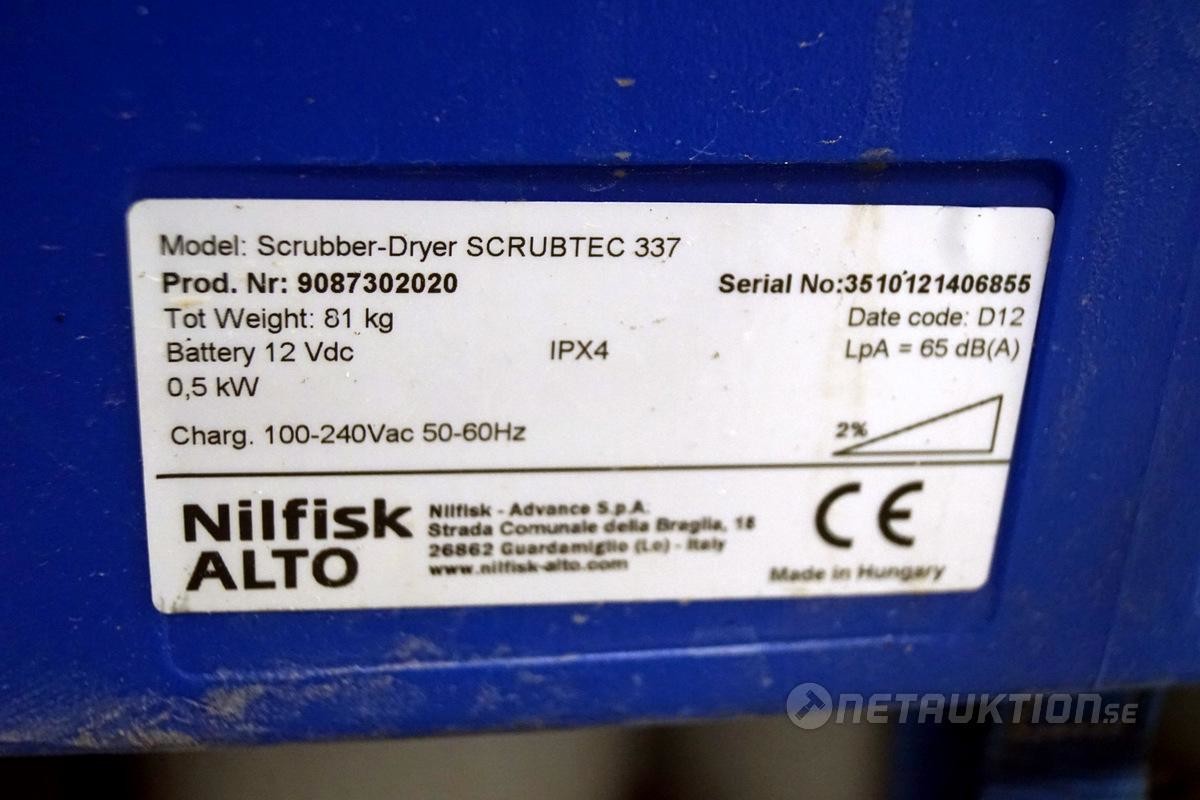 Model: Scrubber-Dryer SCRUBTEC 337
Prod. Nr: 9087302020 Serial No:3510121406855
Tot Weight: 81 kg Date code: D12
Battery 12 Vdc IPX4 LpA = 65 dB(A)
0,5 kW
Charg. 100-240Vac 50-60Hz 2%
Nilfisk
ALTO
Nilfisk - Advance S.p.A.
Strada Comunale della Braglia, 18
26862 Guardamiglio (Lo) - Italy
www.nilfisk-alto.com
CE
Made in Hungary
NETAUKTION.SE